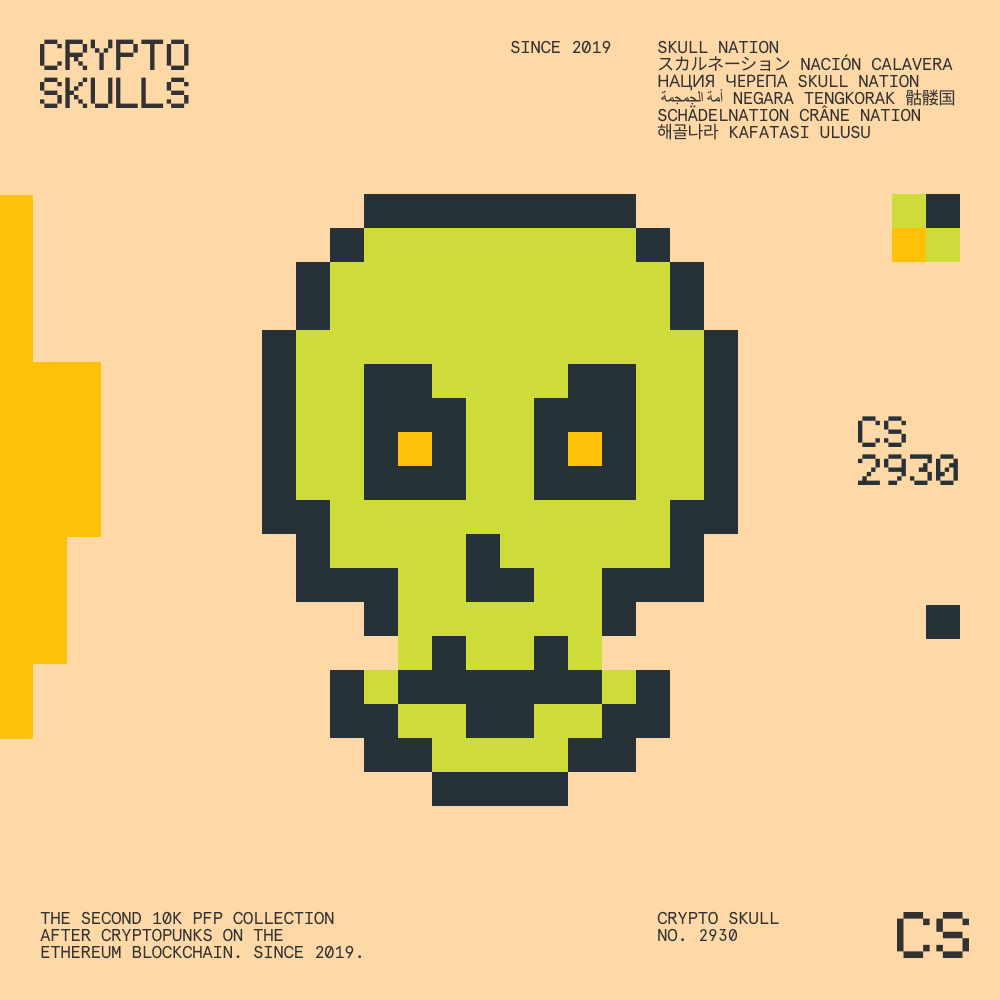 CRYPTO
SKULLS
SINCE 2019
SKULL NATION
スカルネーション NACIÓN CALAVERA
НАЦИЯ ЧЕРЕПА SKULL NATION
أمة الجمجمة NEGARA TENGKORAK 骷髅国
SCHÄDELNATION CRÂNE NATION
해골나라 KAFATASI ULUSU
CS
2930
THE SECOND 10K PFP COLLECTION
AFTER CRYPTOPUNKS ON THE
ETHEREUM BLOCKCHAIN. SINCE 2019.
CRYPTO SKULL
NO. 2930
CS